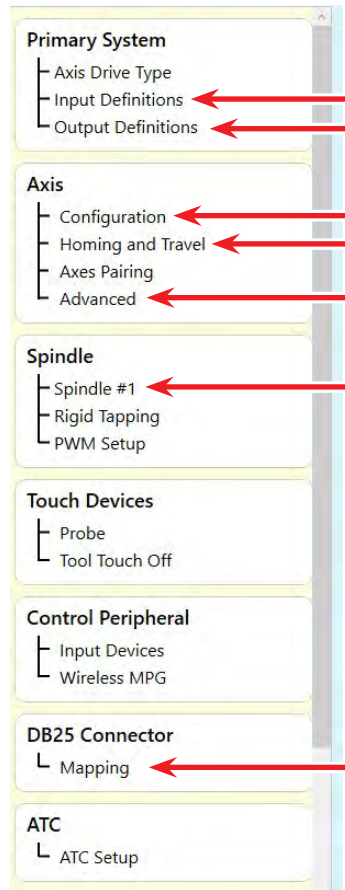 Primary System
Axis Drive Type
Input Definitions
Output Definitions
Axis
Configuration
Homing and Travel
Axes Pairing
Advanced
Spindle
Spindle #1
Rigid Tapping
PWM Setup
Touch Devices
Probe
Tool Touch Off
Control Peripheral
Input Devices
Wireless MPG
DB25 Connector
Mapping
ATC
ATC Setup